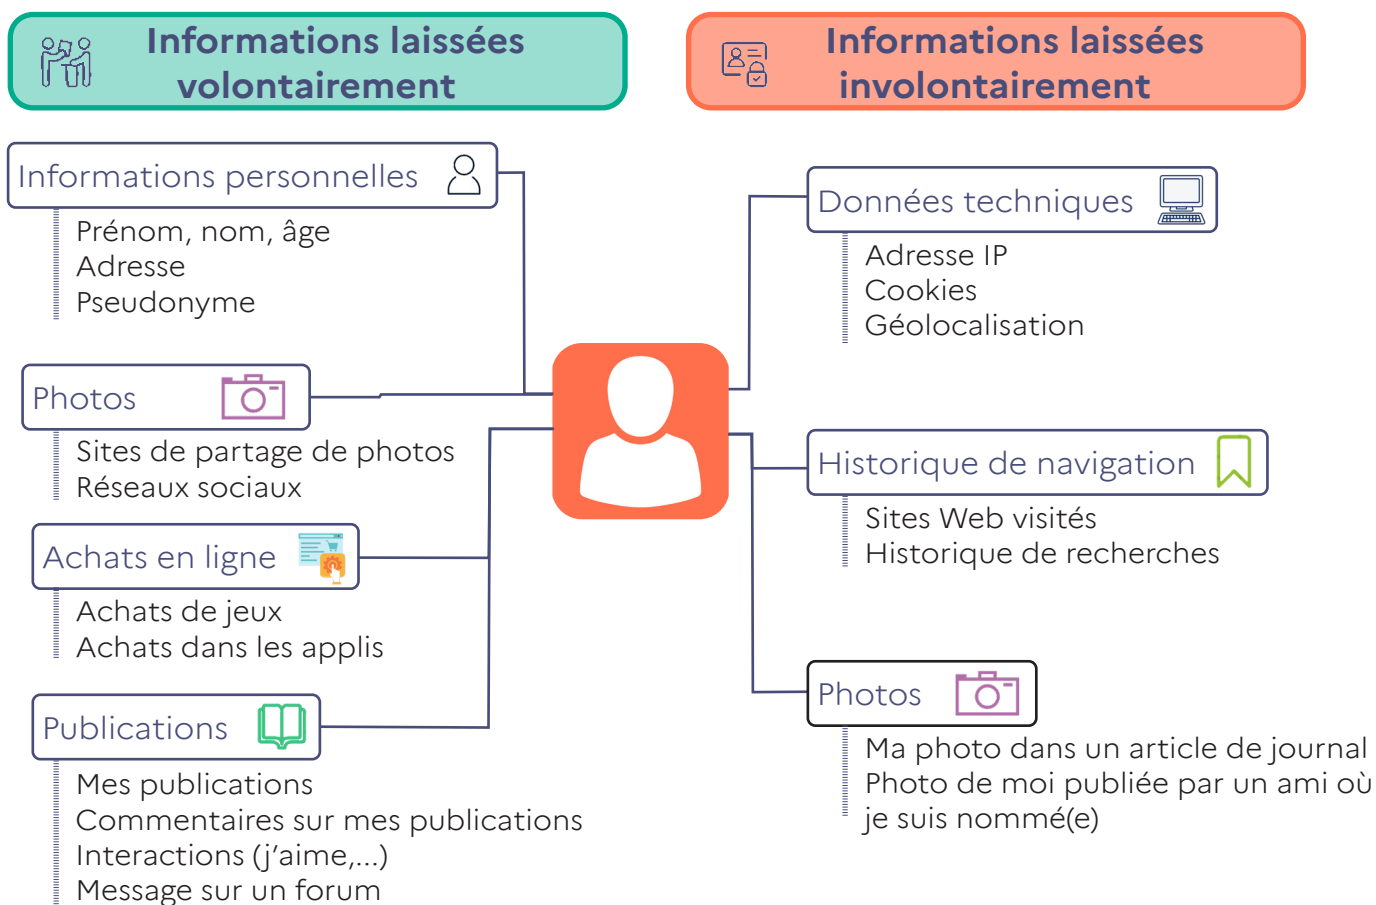 Informations laissées
volontairement
Informations personnelles
Prénom, nom, âge
Adresse
Pseudonyme
Photos
Sites de partage de photos
Réseaux sociaux
Achats en ligne
Achats de jeux
Achats dans les applis
Publications
Mes publications
Commentaires sur mes publications
Interactions (j'aime,...)
Message sur un forum
Informations laissées
involontairement
Données techniques
Adresse IP
Cookies
Géolocalisation
Historique de navigation
Sites Web visités
Historique de recherches
Photos
Ma photo dans un article de journal
Photo de moi publiée par un ami où
je suis nommé(e)